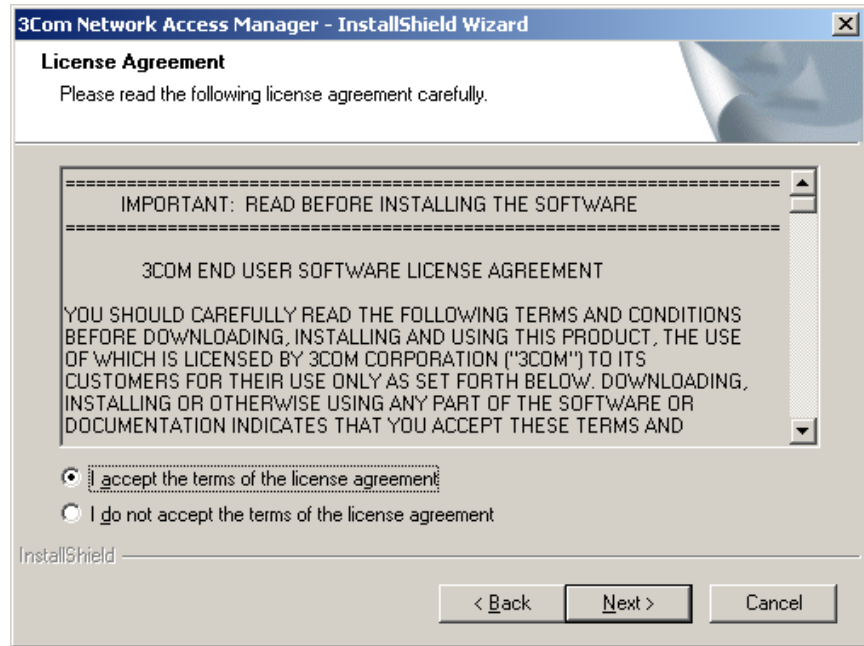 3Com Network Access Manager - InstallShield Wizard
License Agreement
Please read the following license agreement carefully.
======================================================================
IMPORTANT: READ BEFORE INSTALLING THE SOFTWARE
======================================================================
3COM END USER SOFTWARE LICENSE AGREEMENT
YOU SHOULD CAREFULLY READ THE FOLLOWING TERMS AND CONDITIONS
BEFORE DOWNLOADING, INSTALLING AND USING THIS PRODUCT, THE USE
OF WHICH IS LICENSED BY 3COM CORPORATION ("3COM") TO ITS
CUSTOMERS FOR THEIR USE ONLY AS SET FORTH BELOW. DOWNLOADING,
INSTALLING OR OTHERWISE USING ANY PART OF THE SOFTWARE OR
DOCUMENTATION INDICATES THAT YOU ACCEPT THESE TERMS AND
I accept the terms of the license agreement
I do not accept the terms of the license agreement
InstallShield
< Back Next > Cancel